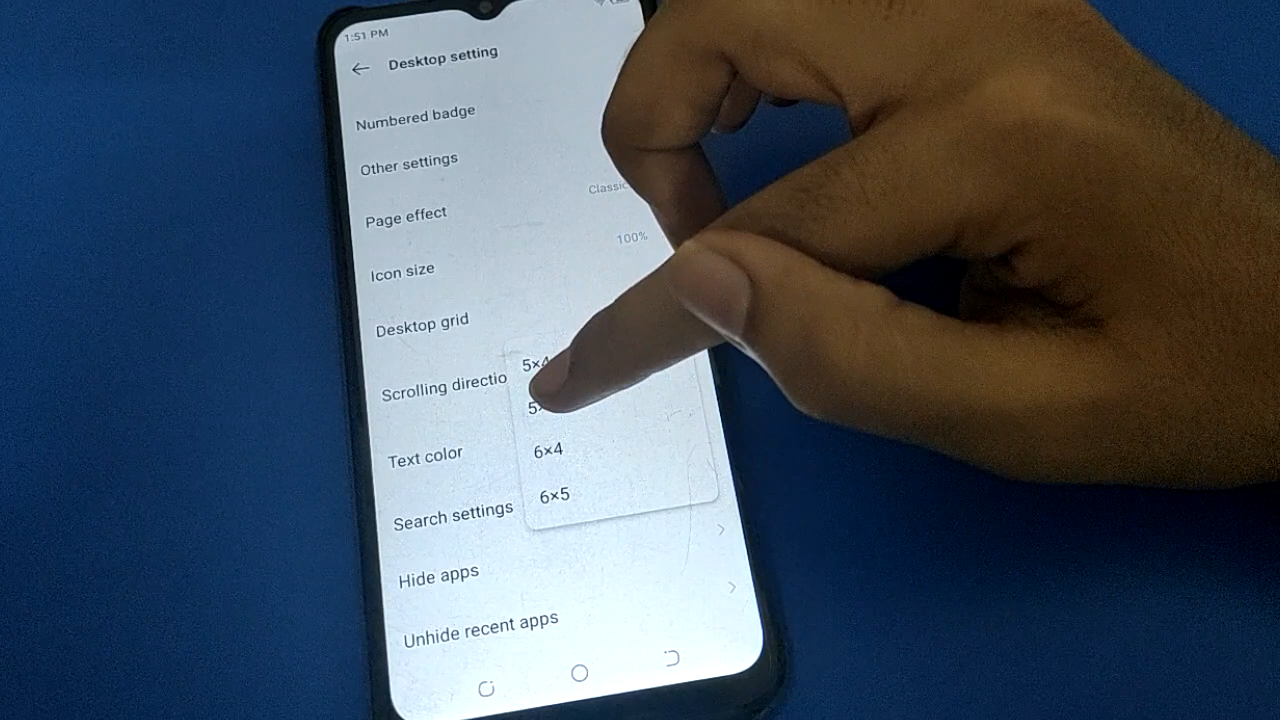 1:51 PM
Desktop setting
Numbered badge
Other settings
Page effect
Classic
Icon size
100%
Desktop grid
5×4
Scrolling directio
5×
Text color
6×4
6×5
Search settings
Hide apps
Unhide recent apps